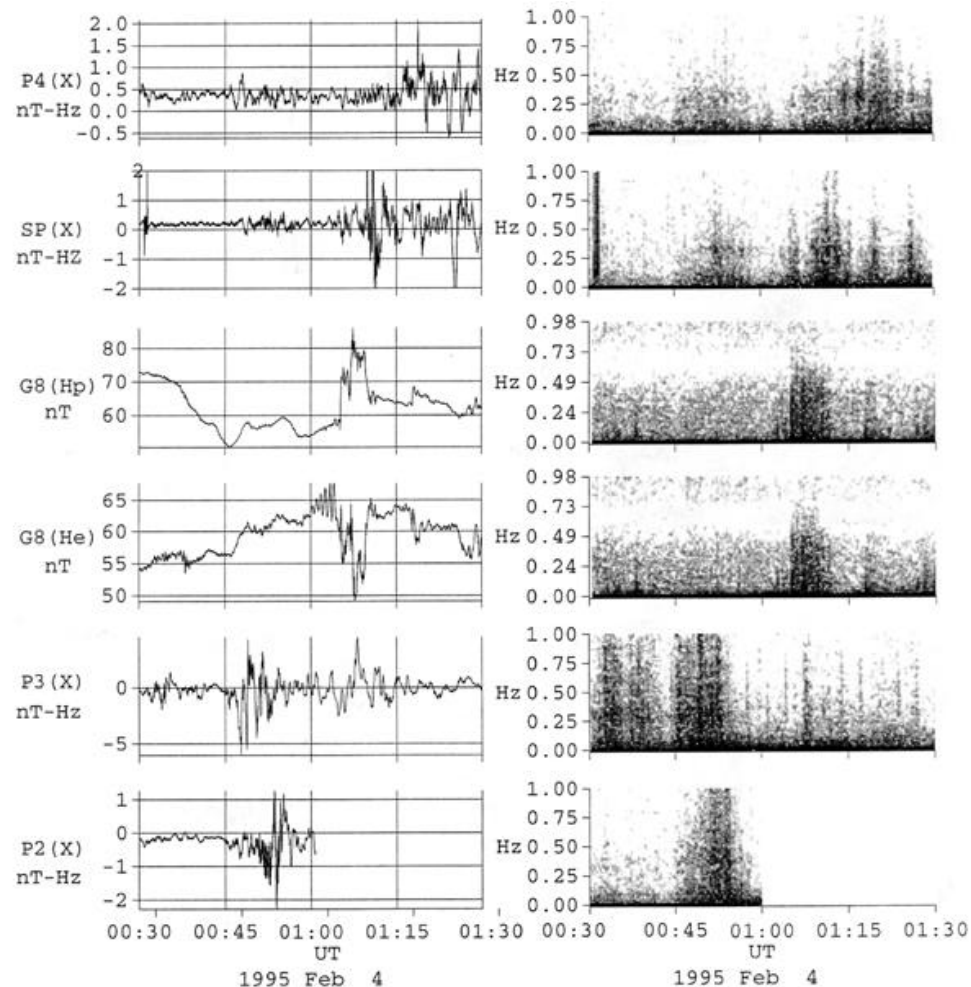 2.0
1.5
P4(X) 1.0
nT-Hz 0.5
0.0
-0.5
1.00
0.75
Hz 0.50
0.25
0.00
2
1
SP(X) 0
nT-HZ -1
-2
1.00
0.75
Hz 0.50
0.25
0.00
80
G8(Hp) 70
nT 60
0.98
0.73
Hz 0.49
0.24
0.00
65
G8(He) 60
nT 55
50
0.98
0.73
Hz 0.49
0.24
0.00
P3(X) 0
nT-Hz
-5
1.00
0.75
Hz 0.50
0.25
0.00
1
P2(X) 0
nT-Hz -1
-2
1.00
0.75
Hz 0.50
0.25
0.00
00:30 00:45 01:00 01:15 01:30
UT
1995 Feb 4
00:30 00:45 01:00 01:15 01:30
UT
1995 Feb 4